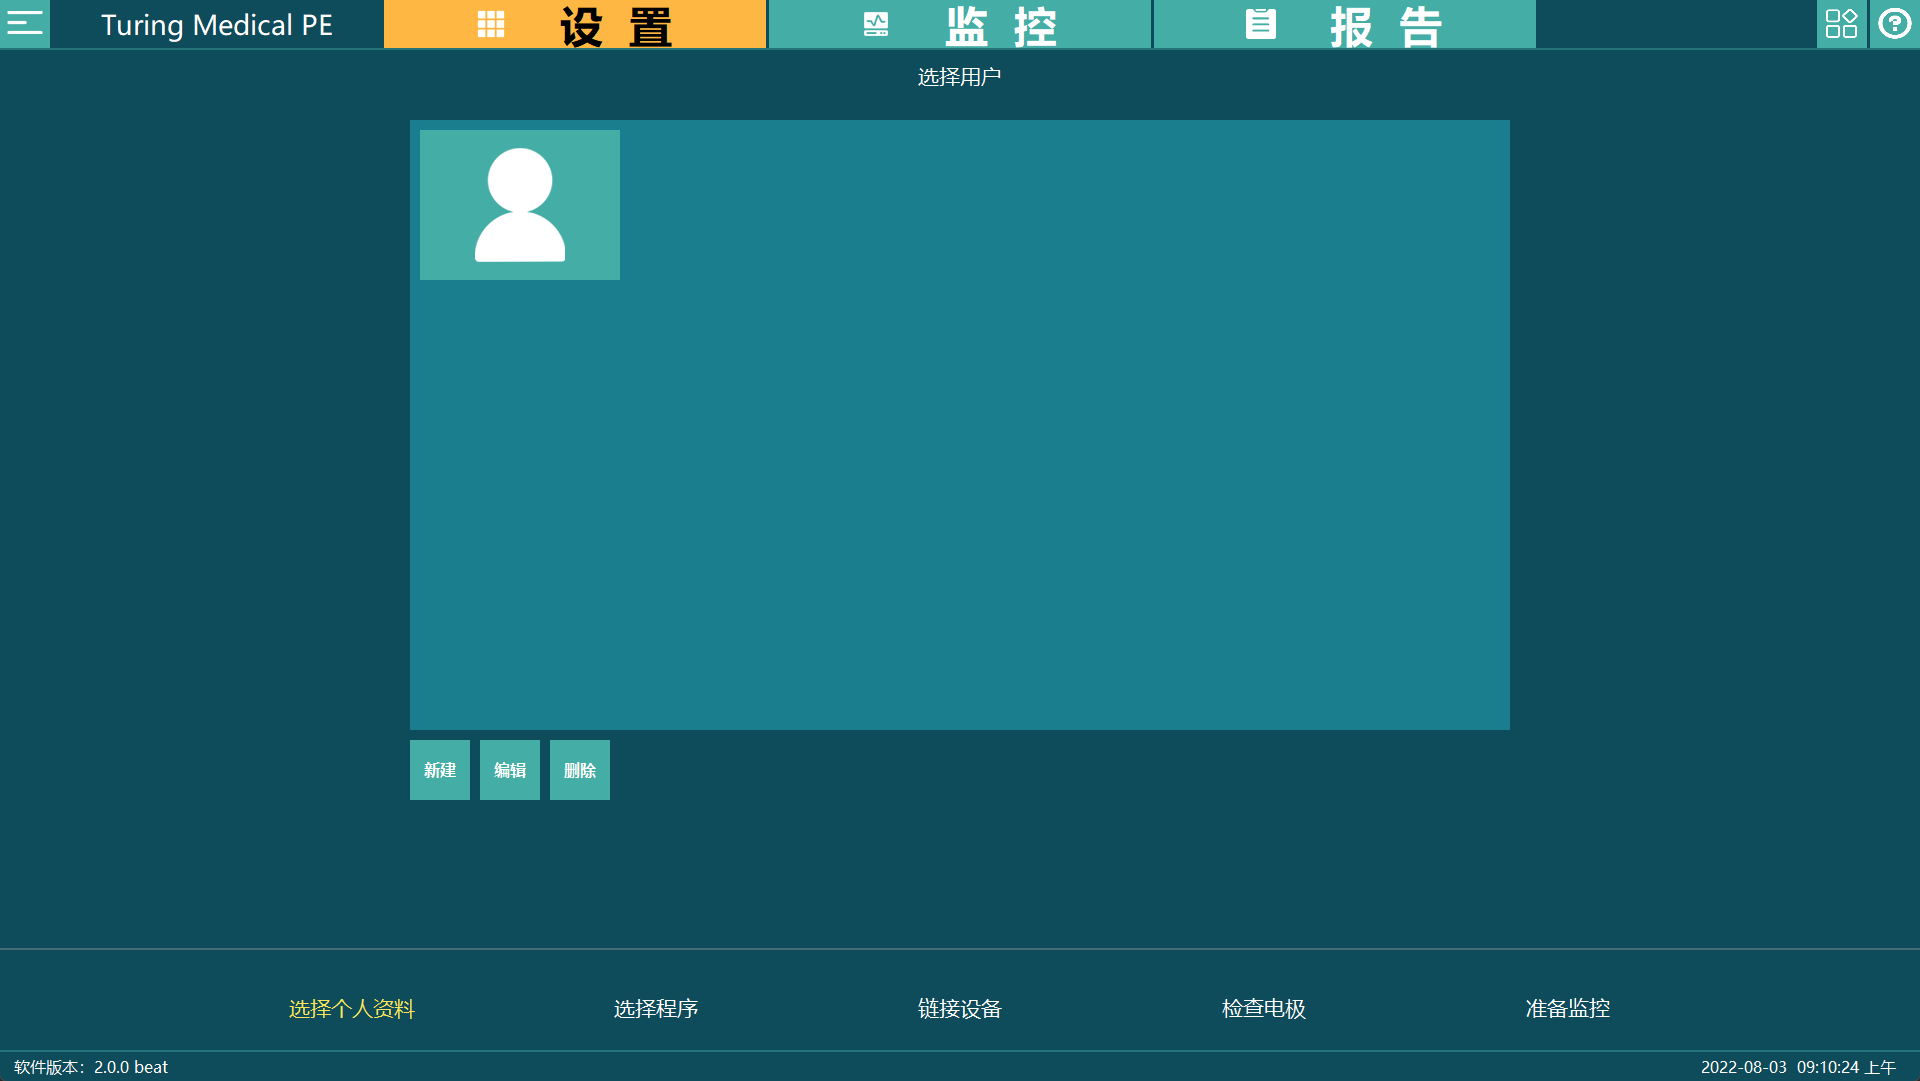 Turing Medical PE
设 置
监 控
报 告
选择用户
新建
编辑
删除
选择个人资料
选择程序
链接设备
检查电极
准备监控
软件版本：2.0.0 beat
2022-08-03 09:10:24 上午